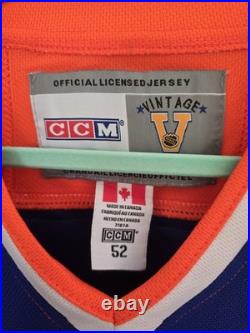 OFFICIAL LICENSED JERSEY
CCM
VINTAGE
V
CHANDAIL LICENCIÉ OFFICIEL
MADE IN CANADA
FABRIQUÉ AU CANADA
HECHO EN CANADA
CCM
52